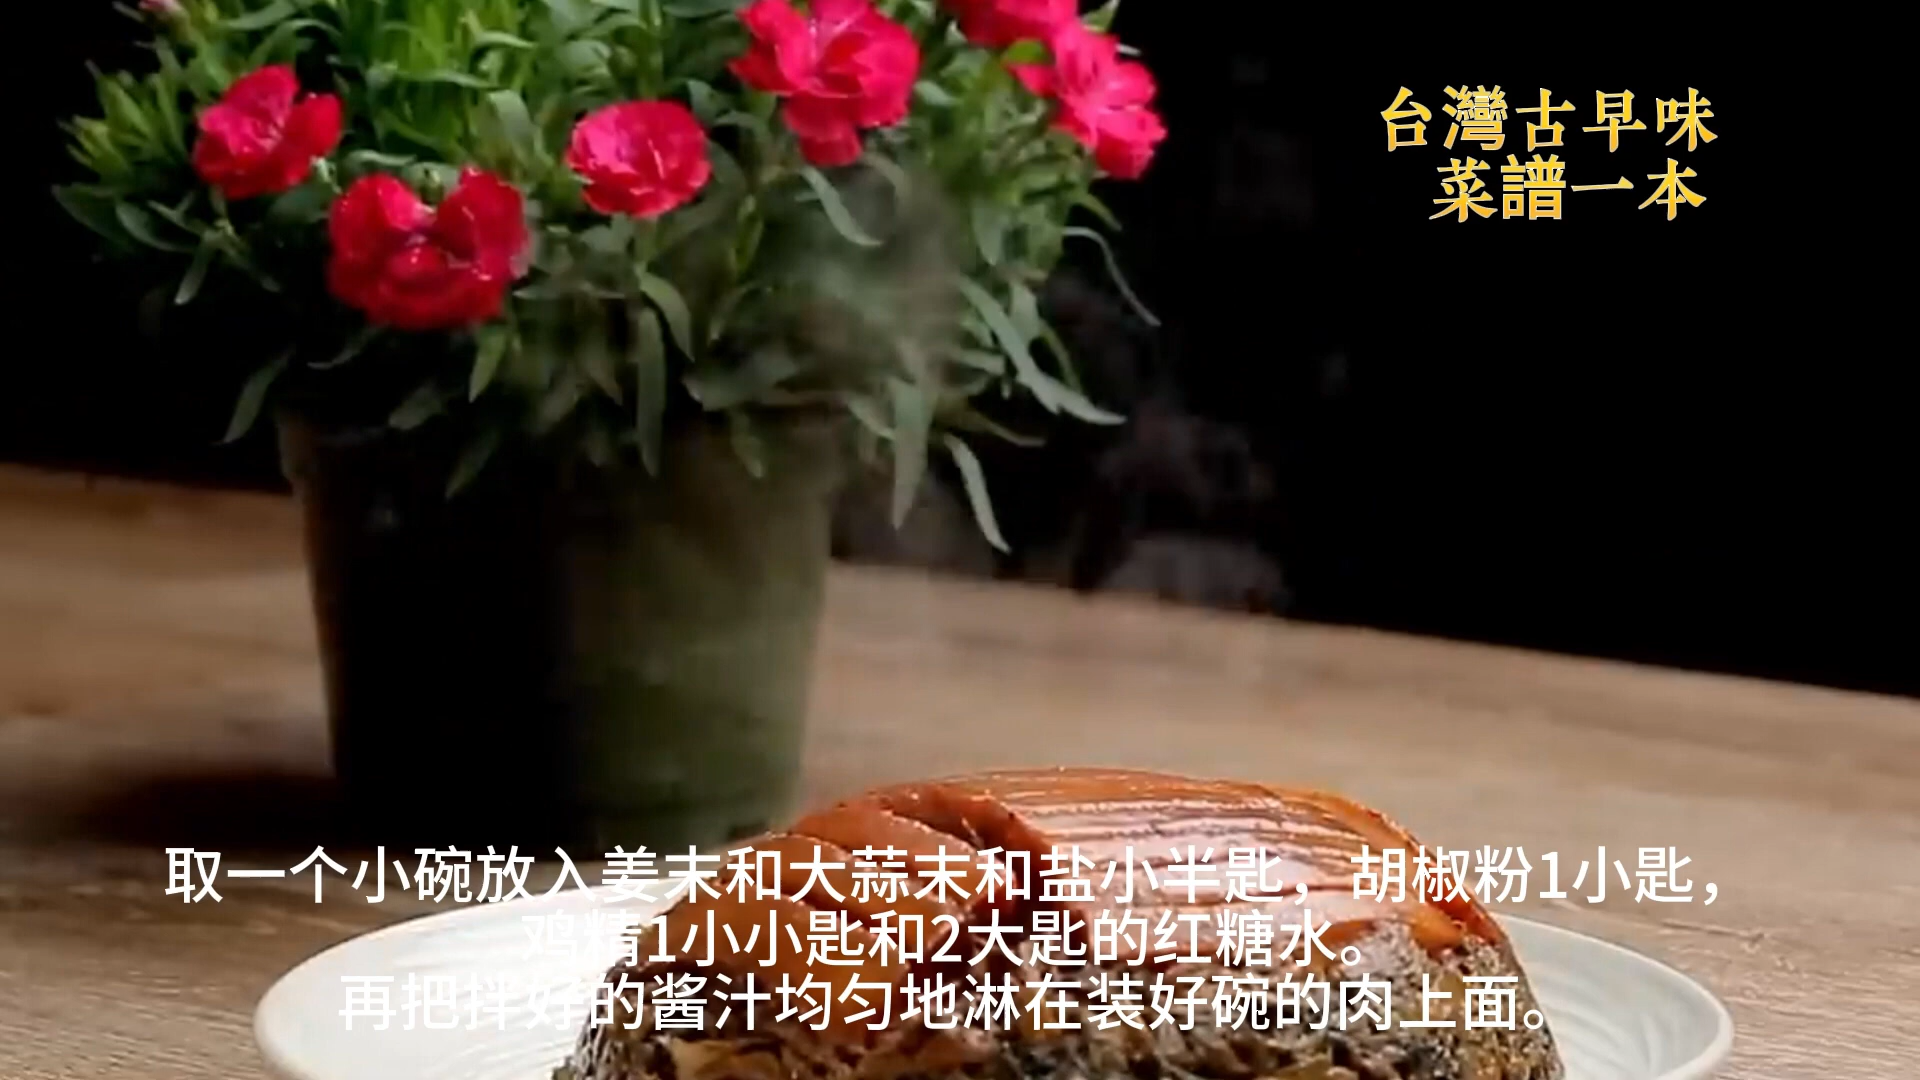 台灣古早味
菜譜一本
取一个小碗放入姜末和大蒜末和盐小半匙，胡椒粉1小匙，
鸡精1小小匙和2大匙的红糖水。
再把拌好的酱汁均匀地淋在装好碗的肉上面。